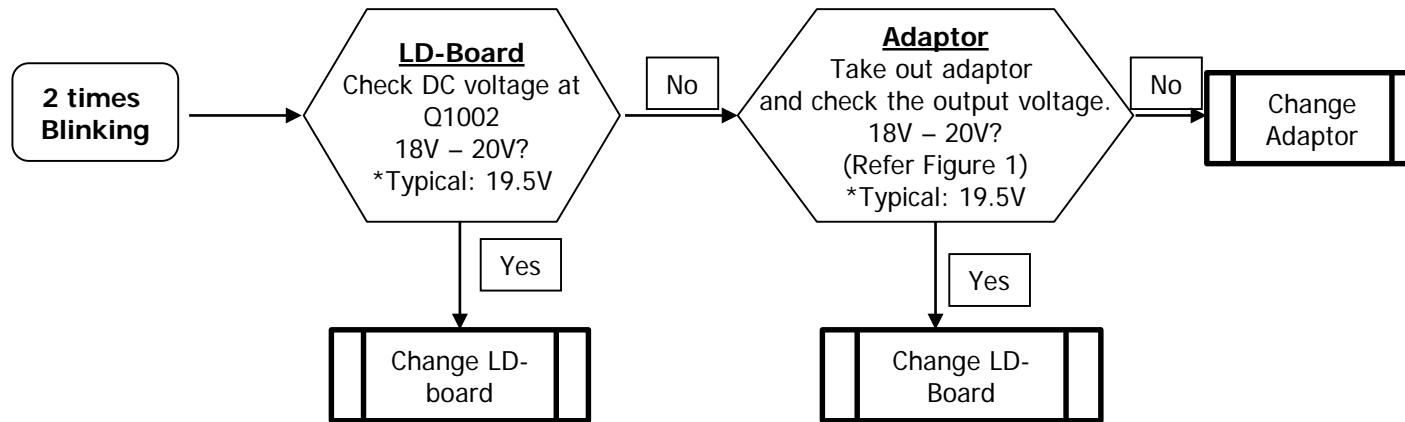 2 times
Blinking
LD-Board
Check DC voltage at
Q1002
18V – 20V?
*Typical: 19.5V
No
Yes
Change LD-
board
Adaptor
Take out adaptor
and check the output voltage.
18V – 20V?
(Refer Figure 1)
*Typical: 19.5V
No
Yes
Change LD-
Board
Change
Adaptor